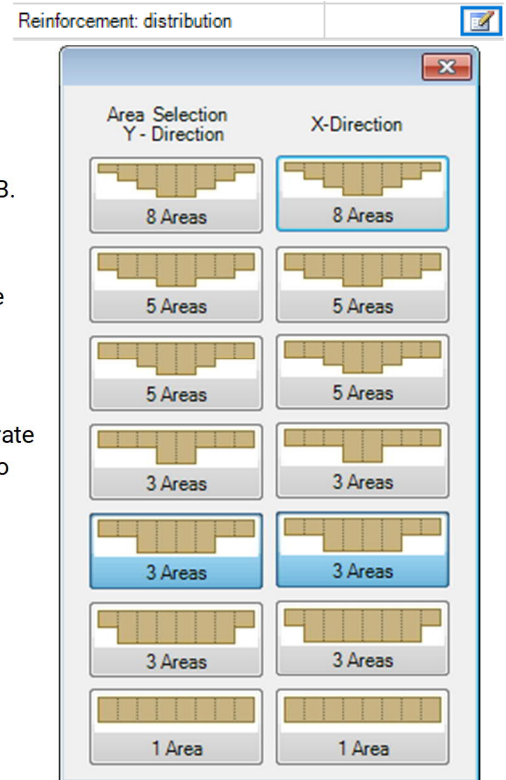 Reinforcement: distribution
Area Selection
Y - Direction
X-Direction
8 Areas
8 Areas
5 Areas
5 Areas
5 Areas
5 Areas
3 Areas
3 Areas
3 Areas
3 Areas
3 Areas
3 Areas
1 Area
1 Area